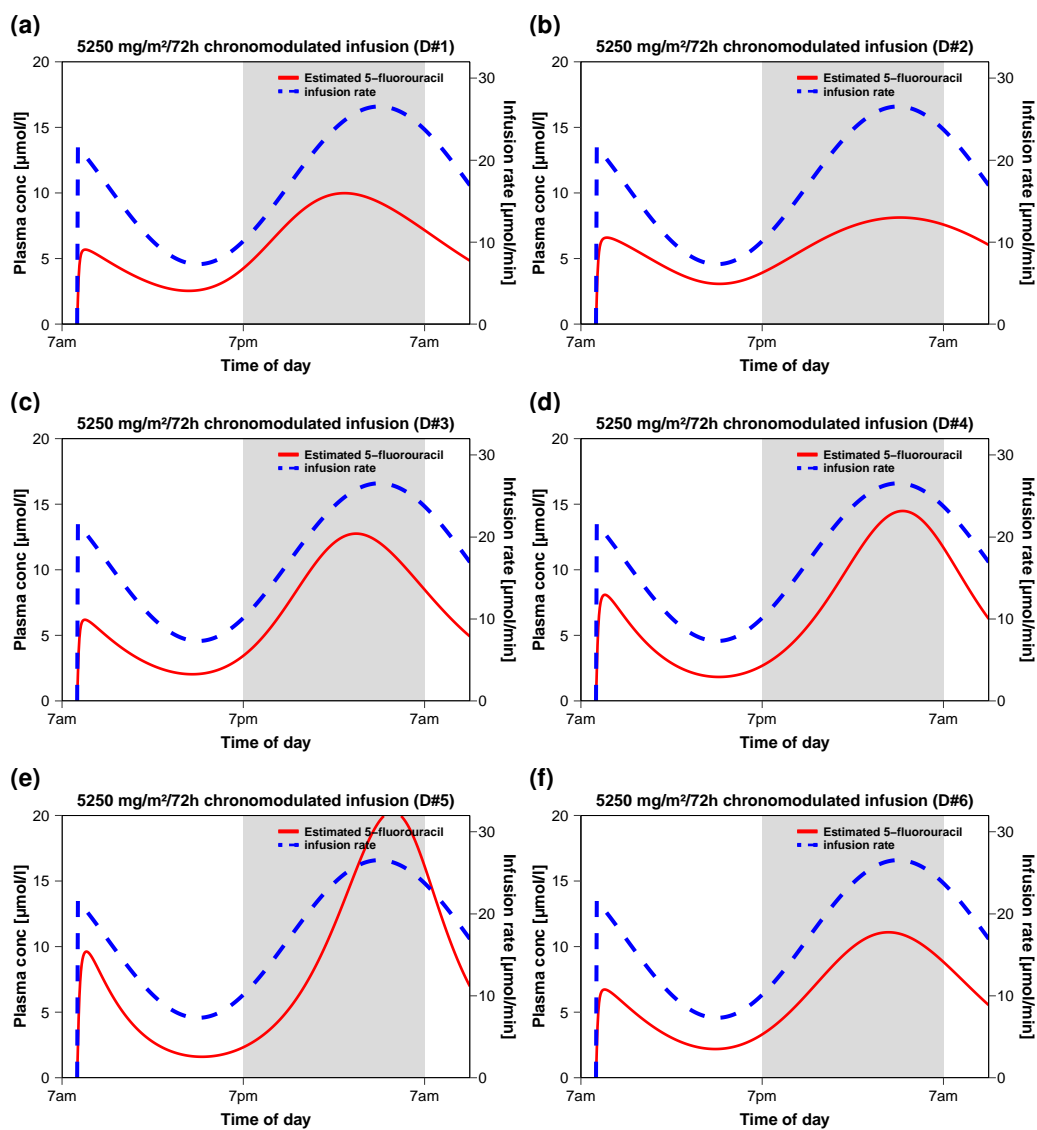 (a)
5250 mg/m²/72h chronomodulated infusion (D#1)
Plasma conc [µmol/l]
20
15
10
5
0
Estimated 5−fluorouracil
infusion rate
30
20
10
0
Infusion rate [µmol/min]
7am
7pm
7am
Time of day
(b)
5250 mg/m²/72h chronomodulated infusion (D#2)
Plasma conc [µmol/l]
20
15
10
5
0
Estimated 5−fluorouracil
infusion rate
30
20
10
0
Infusion rate [µmol/min]
7am
7pm
7am
Time of day
(c)
5250 mg/m²/72h chronomodulated infusion (D#3)
Plasma conc [µmol/l]
20
15
10
5
0
Estimated 5−fluorouracil
infusion rate
30
20
10
0
Infusion rate [µmol/min]
7am
7pm
7am
Time of day
(d)
5250 mg/m²/72h chronomodulated infusion (D#4)
Plasma conc [µmol/l]
20
15
10
5
0
Estimated 5−fluorouracil
infusion rate
30
20
10
0
Infusion rate [µmol/min]
7am
7pm
7am
Time of day
(e)
5250 mg/m²/72h chronomodulated infusion (D#5)
Plasma conc [µmol/l]
20
15
10
5
0
Estimated 5−fluorouracil
infusion rate
30
20
10
0
Infusion rate [µmol/min]
7am
7pm
7am
Time of day
(f)
5250 mg/m²/72h chronomodulated infusion (D#6)
Plasma conc [µmol/l]
20
15
10
5
0
Estimated 5−fluorouracil
infusion rate
30
20
10
0
Infusion rate [µmol/min]
7am
7pm
7am
Time of day